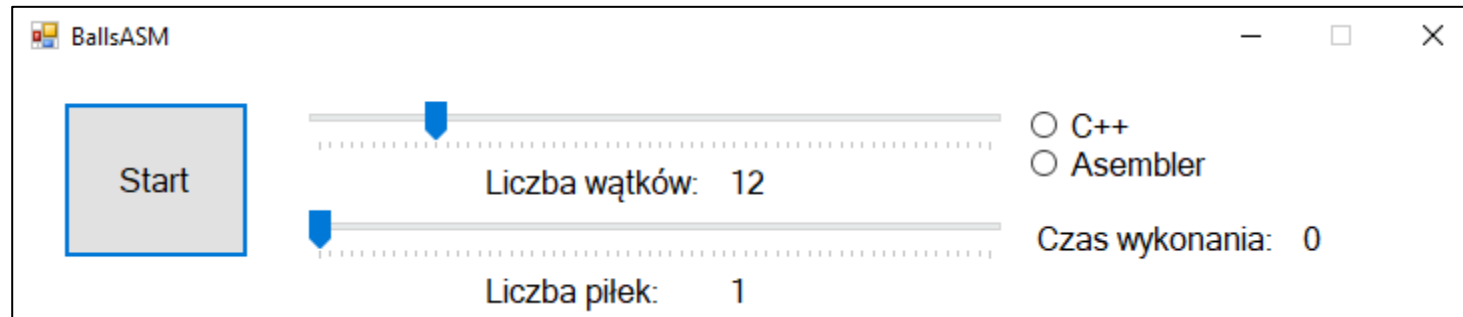 BallsASM
Start
Liczba wątków: 12
Liczba piłek: 1
C++
Asembler
Czas wykonania: 0